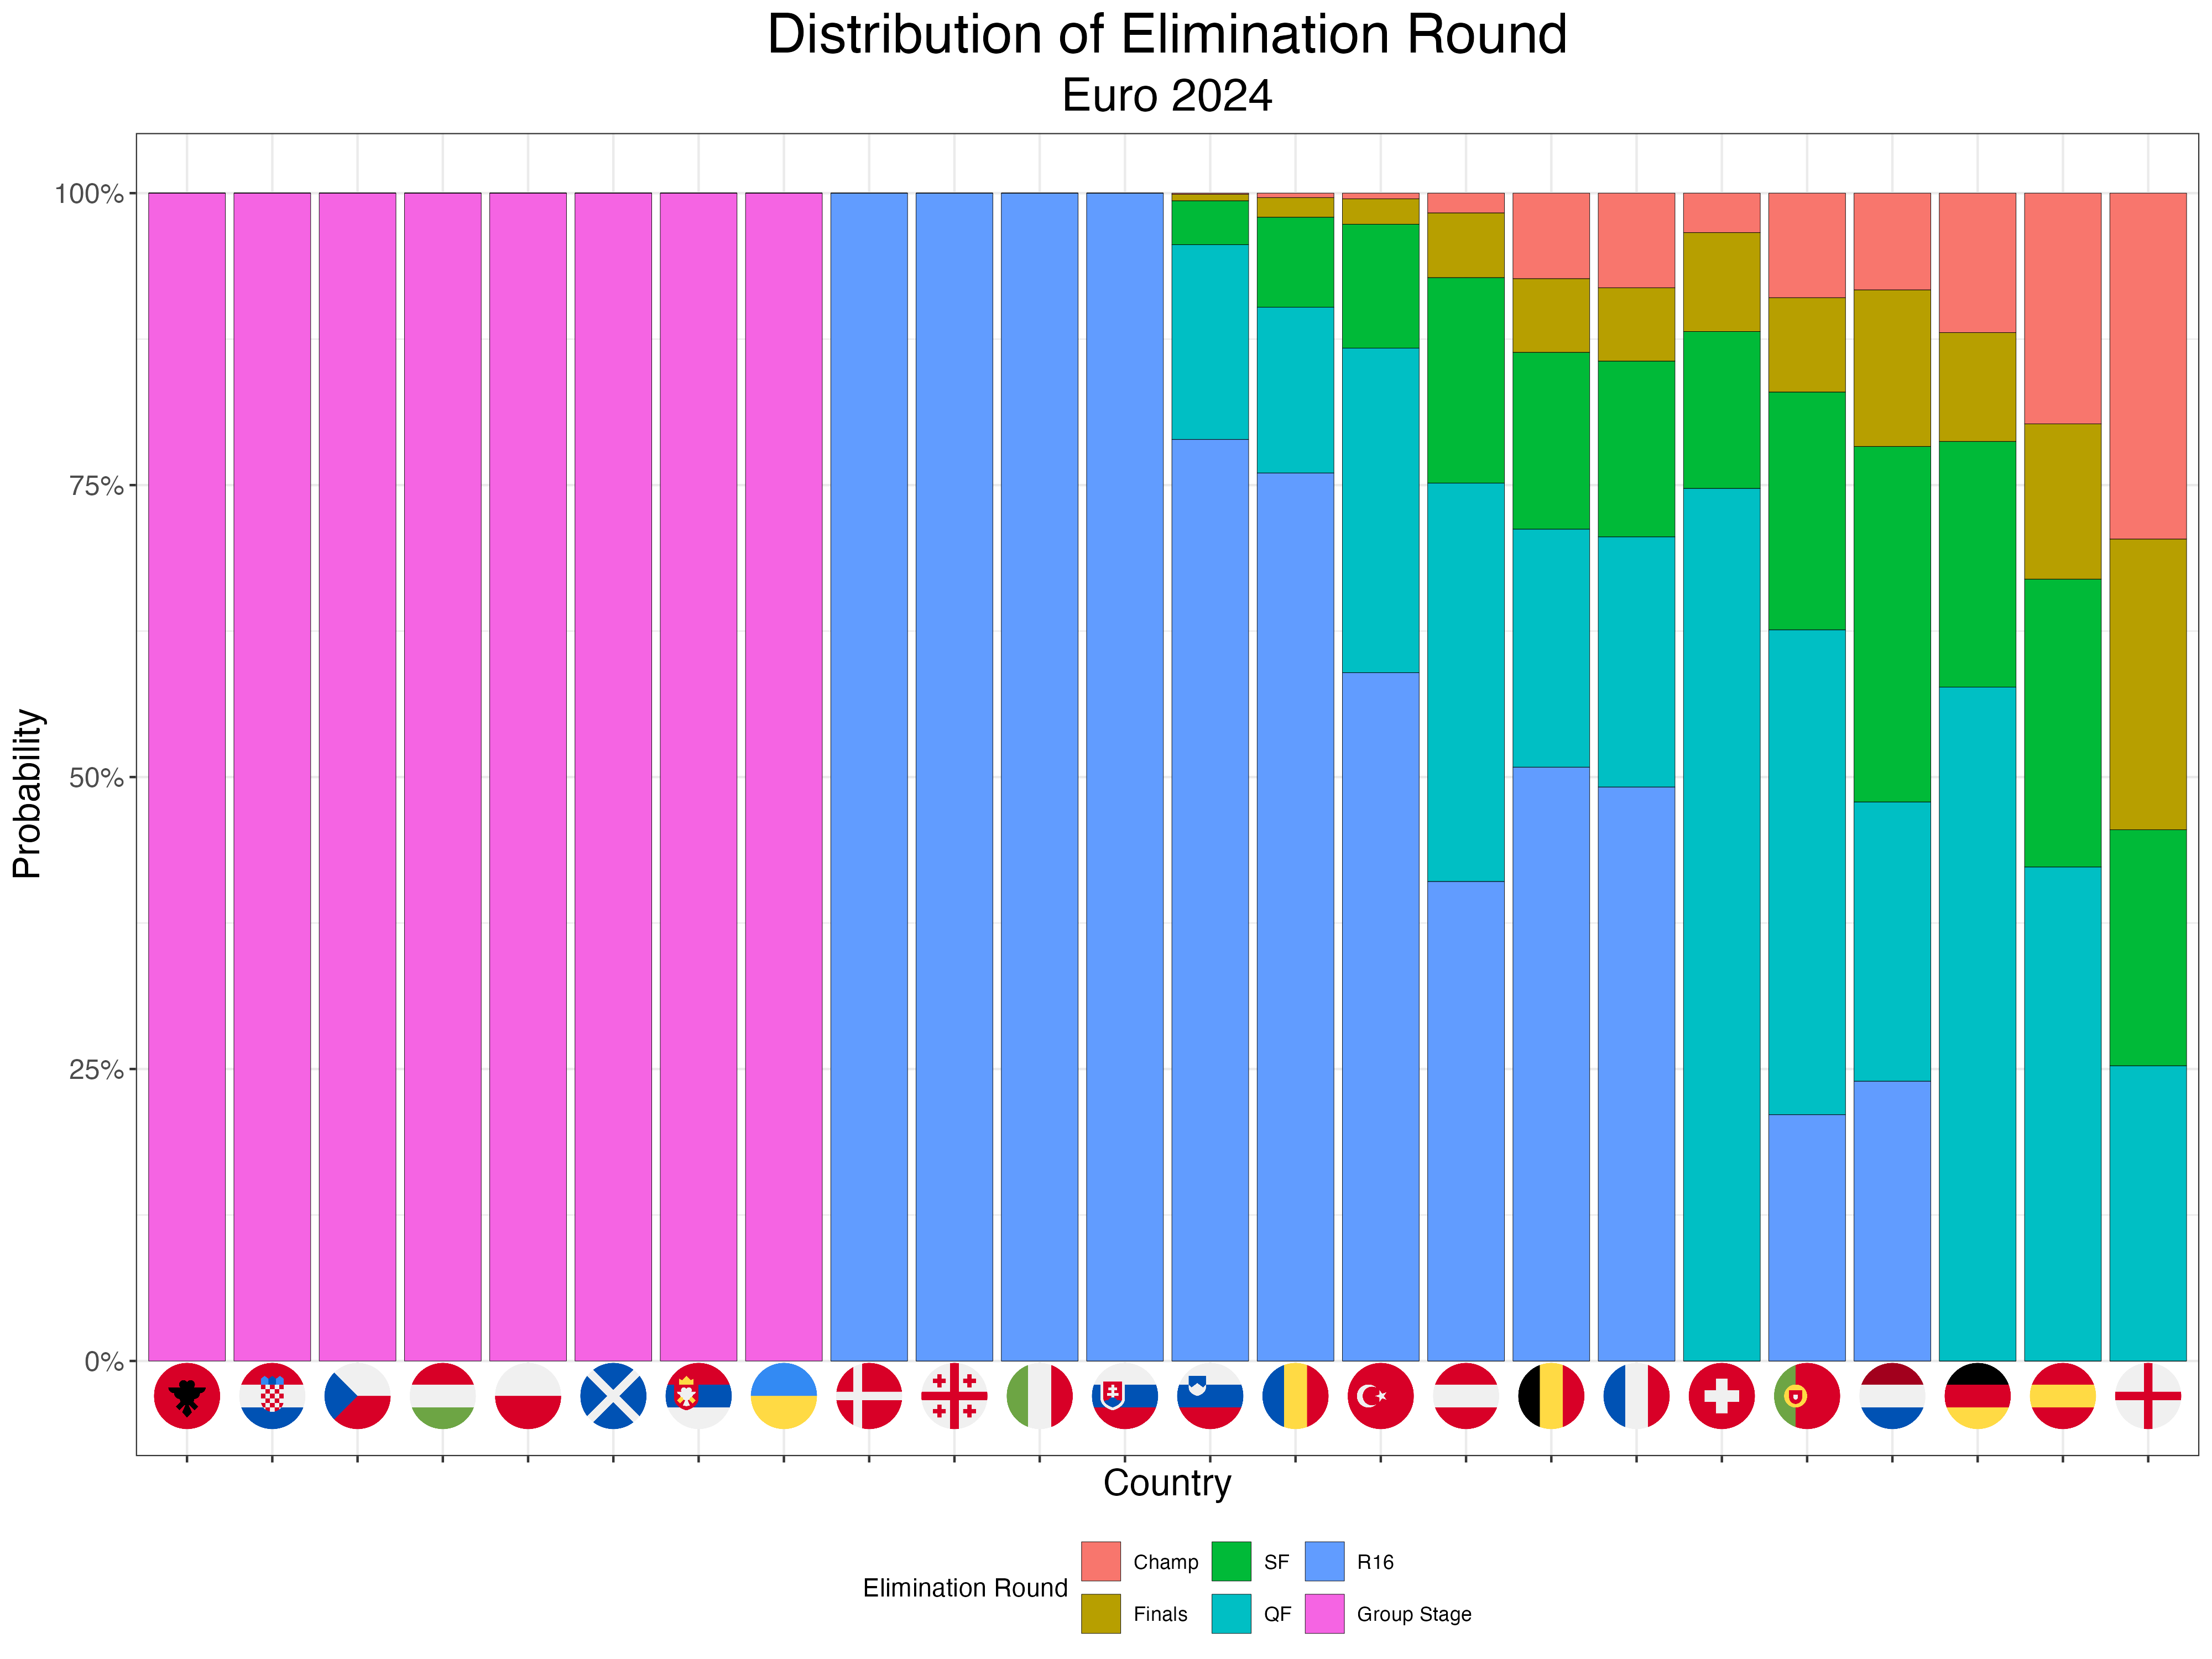 Distribution of Elimination Round
Euro 2024
Probability
100%
75%
50%
25%
0%
Country
Elimination Round
Champ
SF
R16
Finals
QF
Group Stage